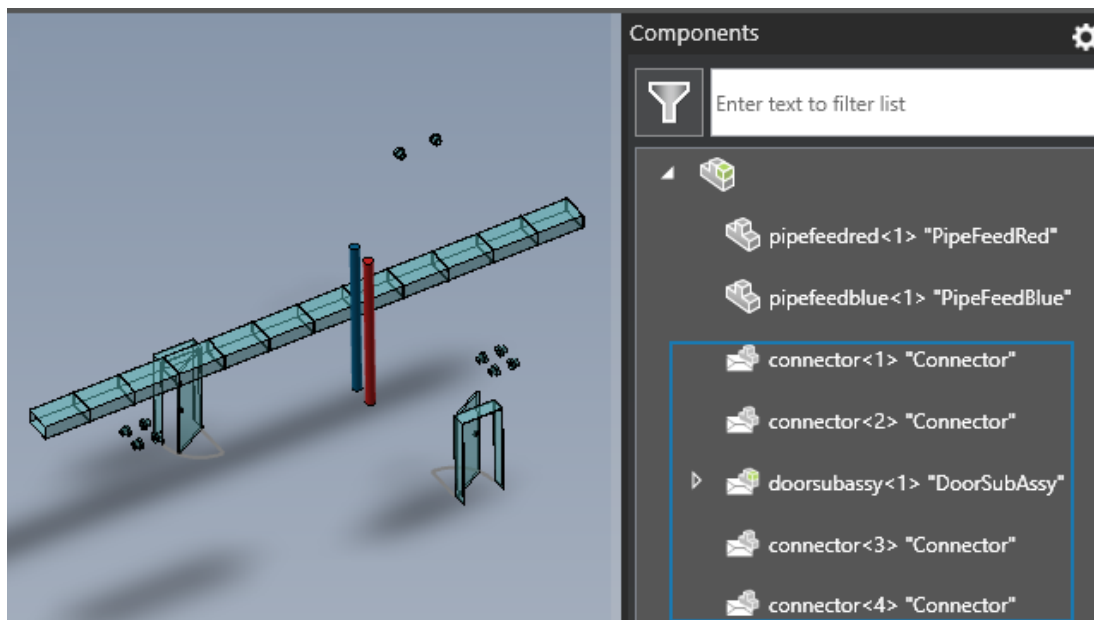 Components
Enter text to filter list
pipefeedred<1> "PipeFeedRed"
pipefeedblue<1> "PipeFeedBlue"
connector<1> "Connector"
connector<2> "Connector"
doorsubassy<1> "DoorSubAssy"
connector<3> "Connector"
connector<4> "Connector"